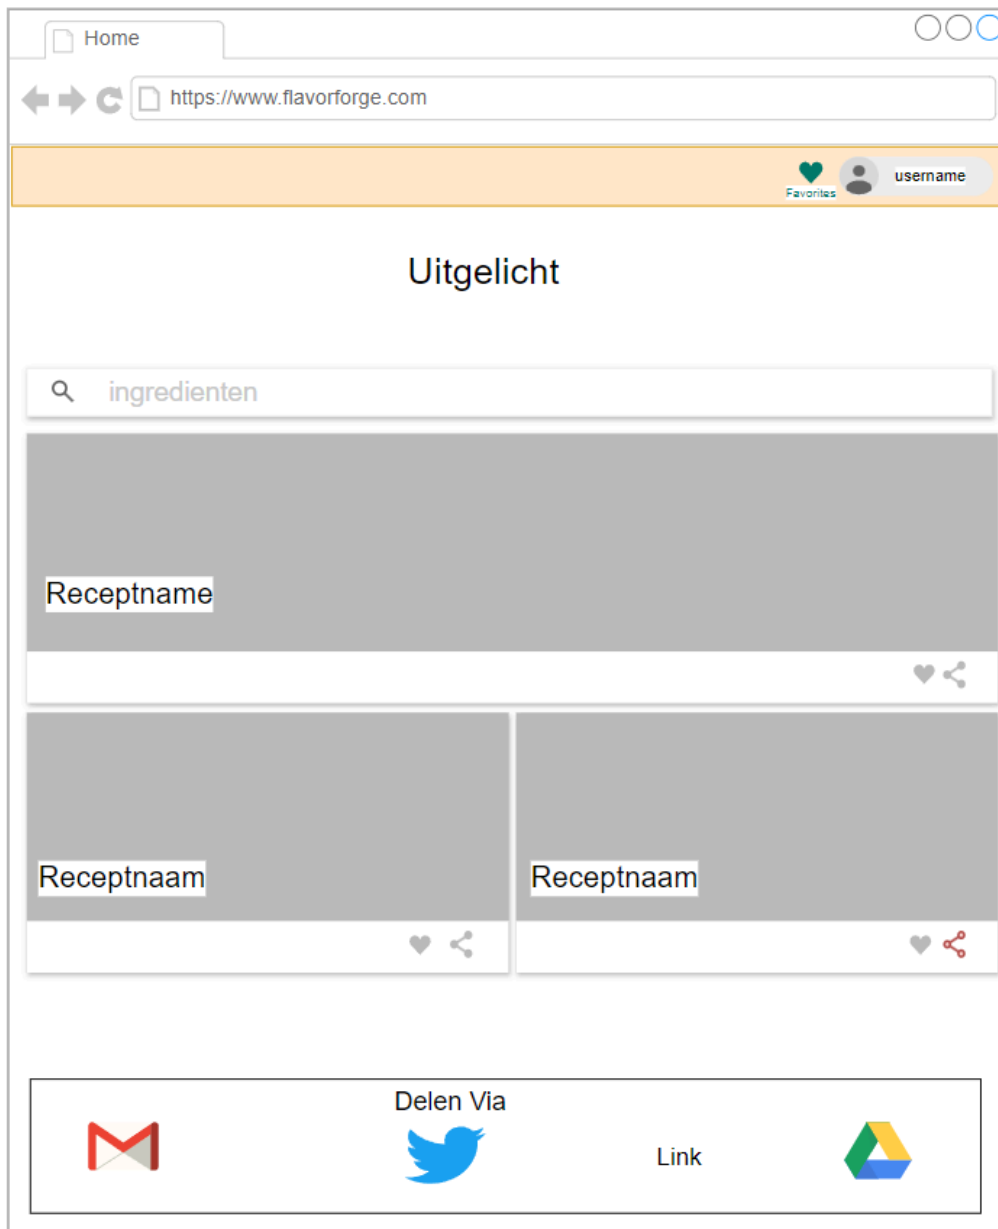 Home
https://www.flavorforge.com
Favorites
username
Uitgelicht
ingredienten
Receptname
Receptnaam
Receptnaam
Delen Via
Link